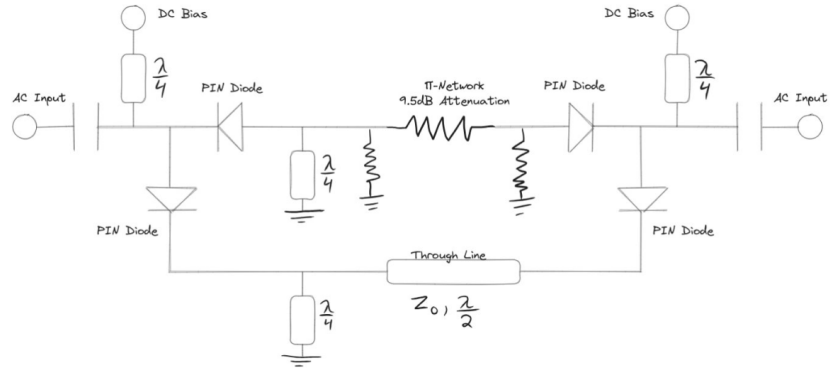 DC Bias
DC Bias
λ
4
λ
4
AC Input
PIN Diode
π-Network
9.5dB Attenuation
PIN Diode
AC Input
λ
4
PIN Diode
PIN Diode
Through Line
λ
4
Z0, λ
2